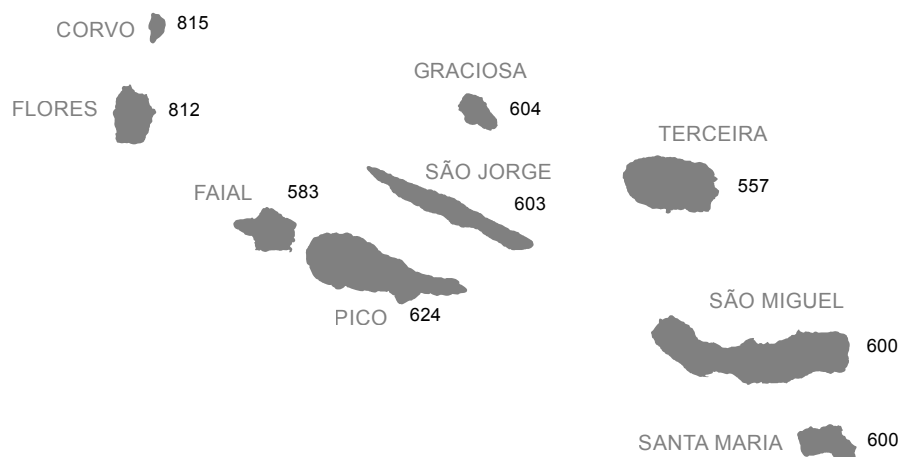 CORVO 815
GRACIOSA
FLORES 812
604
TERCEIRA
SÃO JORGE
FAIAL 583
557
603
SÃO MIGUEL
PICO 624
600
SANTA MARIA 600